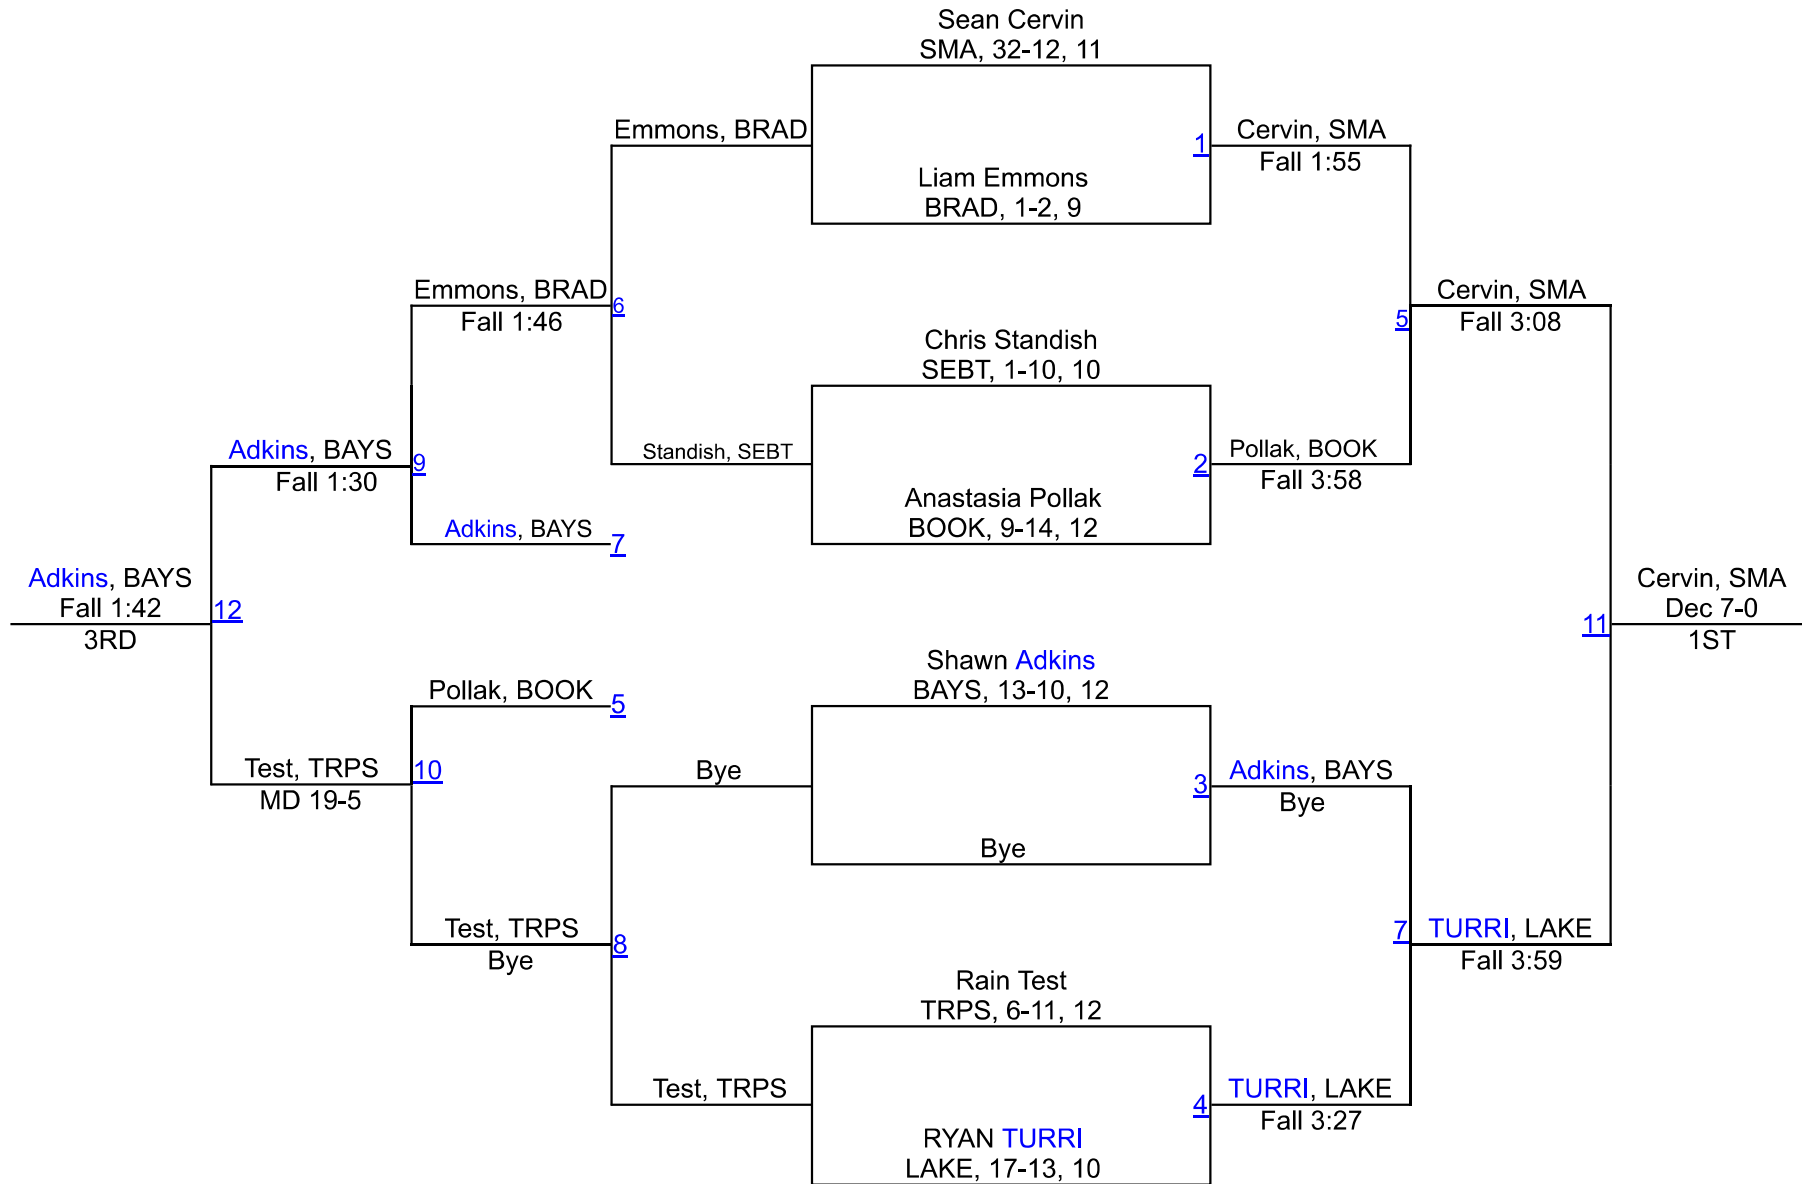 Sean Cervin
SMA, 32-12, 11
Emmons, BRAD
1
Cervin, SMA
Fall 1:55
Liam Emmons
BRAD, 1-2, 9
Emmons, BRAD
Fall 1:46
6
Cervin, SMA
Fall 3:08
5
Chris Standish
SEBT, 1-10, 10
Adkins, BAYS
Fall 1:30
9
Standish, SEBT
2
Pollak, BOOK
Fall 3:58
Anastasia Pollak
BOOK, 9-14, 12
Adkins, BAYS
7
Adkins, BAYS
Fall 1:42
3RD
12
Cervin, SMA
Dec 7-0
1ST
11
Shawn Adkins
BAYS, 13-10, 12
Pollak, BOOK
5
Test, TRPS
MD 19-5
10
Bye
3
Adkins, BAYS
Bye
Bye
Test, TRPS
Bye
8
7
TURRI, LAKE
Fall 3:59
Rain Test
TRPS, 6-11, 12
Test, TRPS
4
TURRI, LAKE
Fall 3:27
RYAN TURRI
LAKE, 17-13, 10